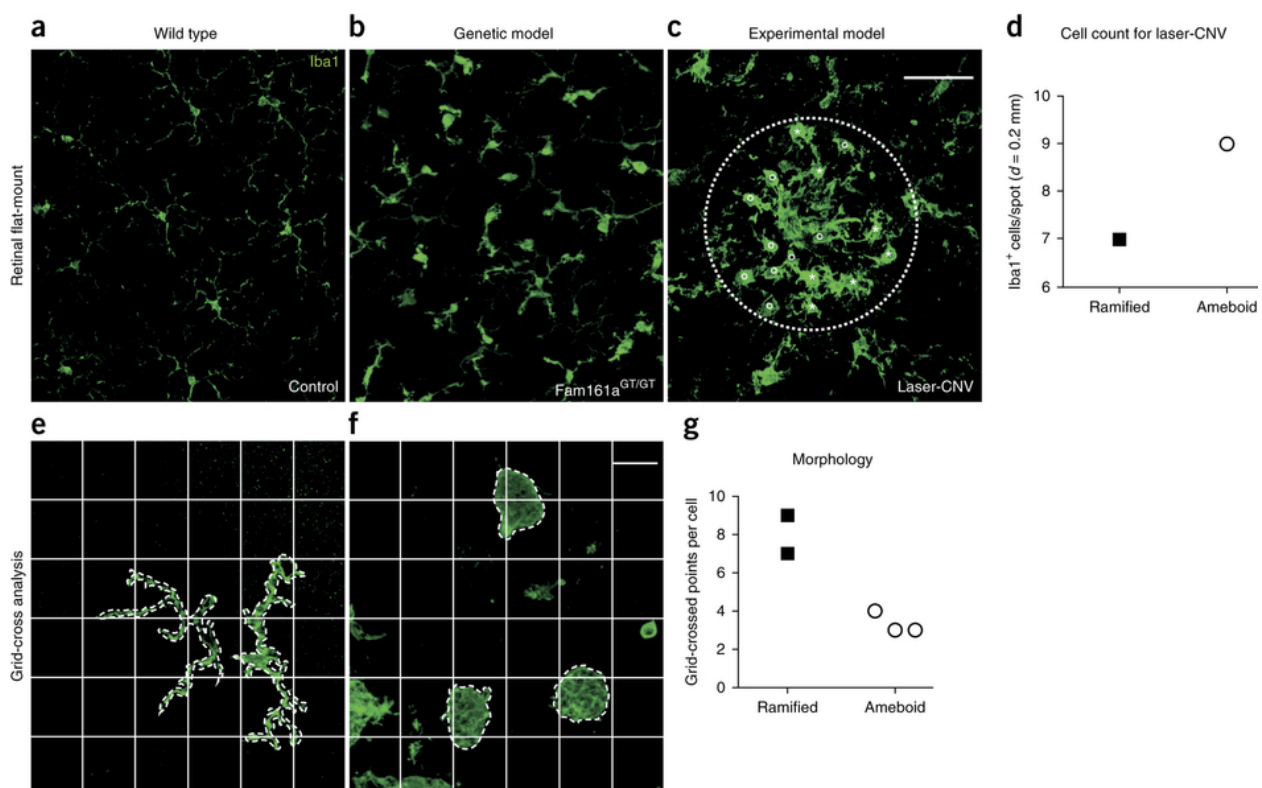 a
Wild type
b
Genetic model
c
Experimental model
d
Cell count for laser-CNV
Iba1
Retinal flat-mount
Control
Fam161aGT/GT
Laser-CNV
Iba1+ cells/spot (d = 0.2 mm)
10
9
8
7
6
Ramified
Ameboid
e
f
g
Grid-cross analysis
Morphology
Grid-crossed points per cell
10
8
6
4
2
0
Ramified
Ameboid